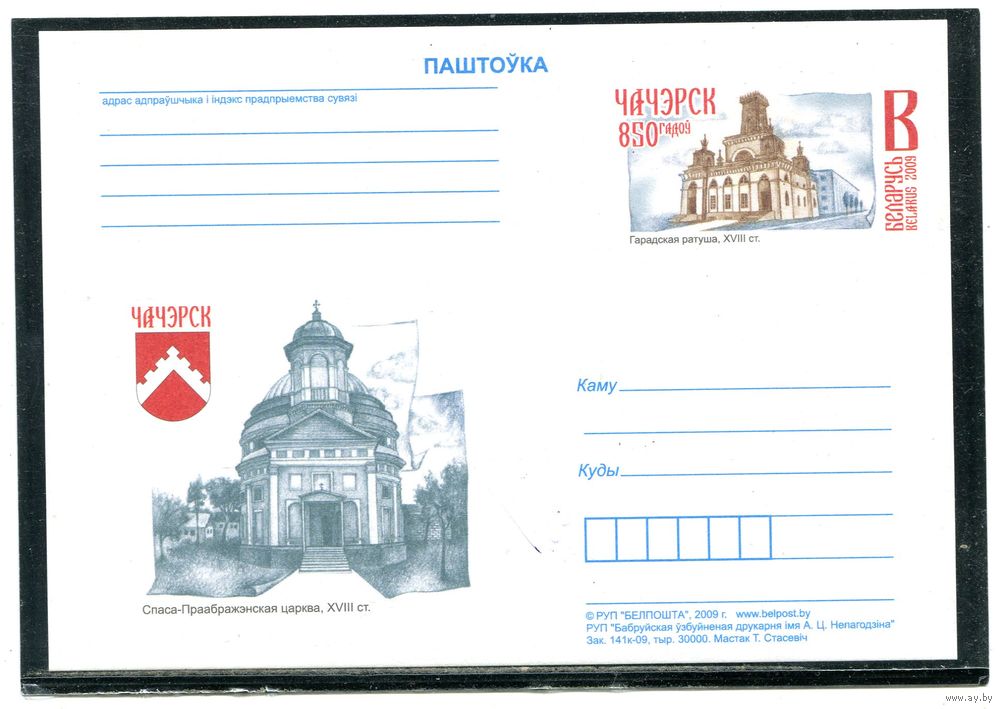 ПАШТОЎКА
адрас адпраўшчыка і індэкс прадпрыемства сувязі
ЧАЧЭРСК
850 ГАДОЎ
В
БЕЛАРУСЬ
BELARUS 2009
Гарадская ратуша, XVIII ст.
ЧАЧЭРСК
Спаса-Праабражэнская царква, XVIII ст.
Каму
Куды
© РУП "БЕЛПОШТА", 2009 г. www.belpost.by
РУП "Бабруйская ўзбуйненая друкарня імя А. Ц. Непагодзіна"
Зак. 141к-09, тыр. 30000. Мастак Т. Стасевіч
www.ay.by